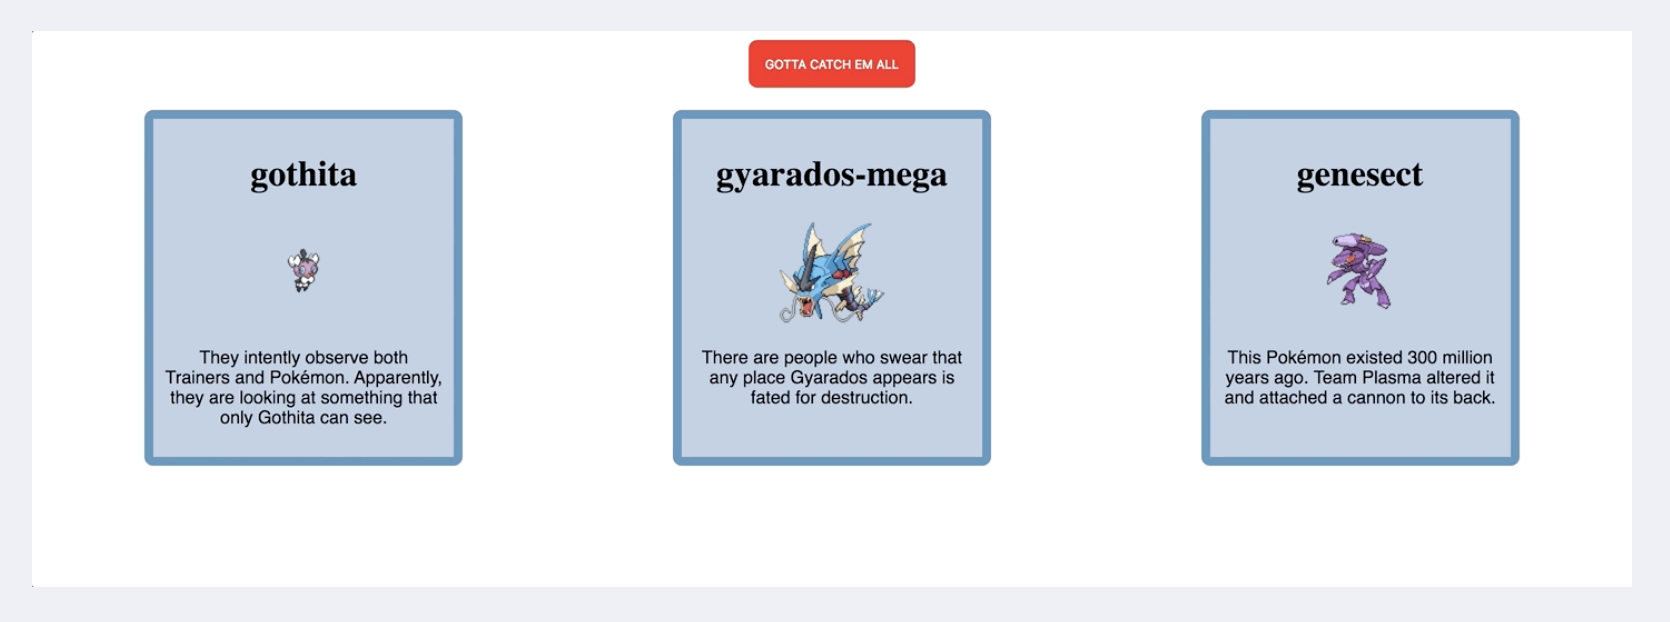 GOTTA CATCH EM ALL
gothita
They intently observe both
Trainers and Pokémon. Apparently,
they are looking at something that
only Gothita can see.
gyarados-mega
There are people who swear that
any place Gyarados appears is
fated for destruction.
genesect
This Pokémon existed 300 million
years ago. Team Plasma altered it
and attached a cannon to its back.